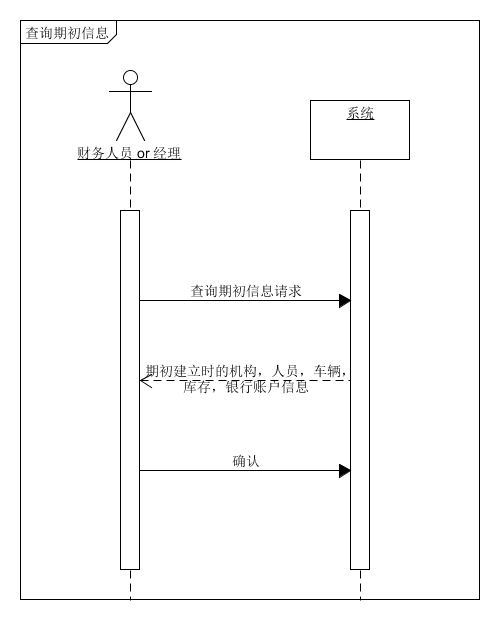 查询期初信息
系统
财务人员 or 经理
查询期初信息请求
期初建立时的机构，人员，车辆，
库存，银行账户信息
确认